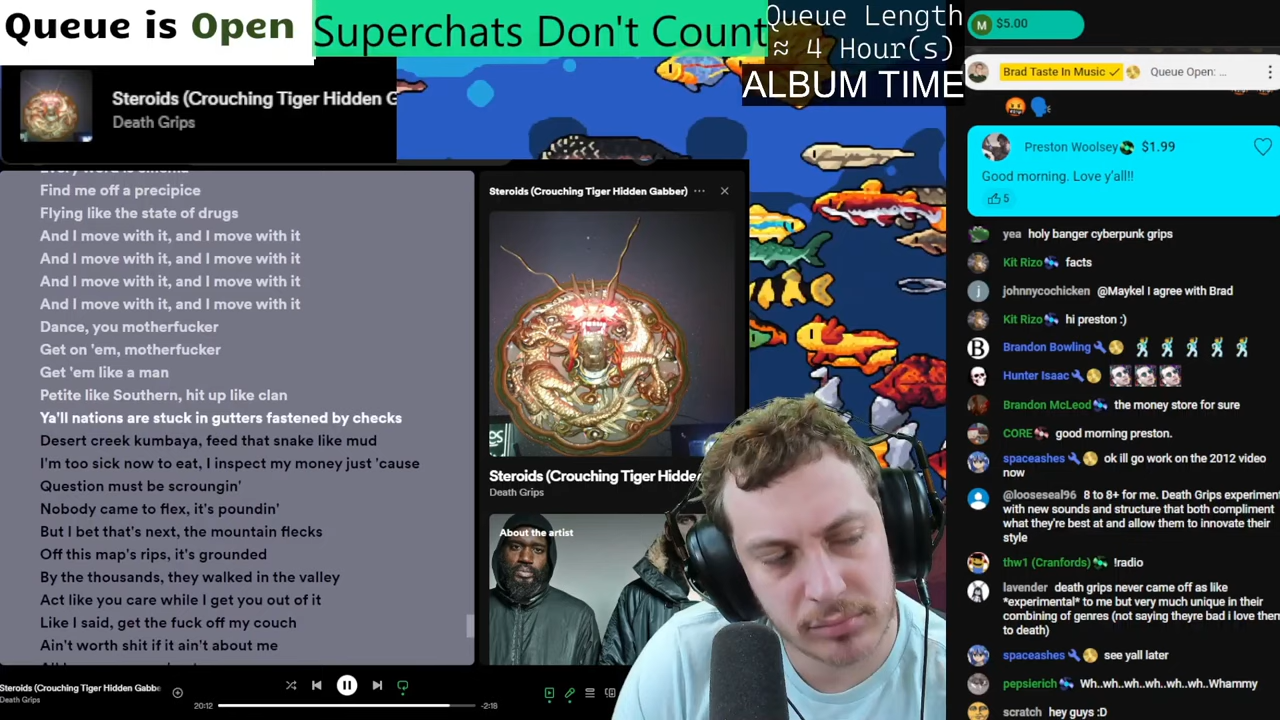 Queue is Open
Superchats Don't Count
Queue Length
≈ 4 Hour(s)
ALBUM TIME
Steroids (Crouching Tiger Hidden G
Death Grips
Find me off a precipice
Flying like the state of drugs
And I move with it, and I move with it
And I move with it, and I move with it
And I move with it, and I move with it
And I move with it, and I move with it
Dance, you motherfucker
Get on 'em, motherfucker
Get 'em like a man
Petite like Southern, hit up like clan
Ya'll nations are stuck in gutters fastened by checks
Desert creek kumbaya, feed that snake like mud
I'm too sick now to eat, I inspect my money just 'cause
Question must be scroungin'
Nobody came to flex, it's poundin'
But I bet that's next, the mountain flecks
Off this map's rips, it's grounded
By the thousands, they walked in the valley
Act like you care while I get you out of it
Like I said, get the fuck off my couch
Ain't worth shit if it ain't about me
Steroids (Crouching Tiger Hidden Gabber)
Steroids (Crouching Tiger Hidde
Death Grips
About the artist
Steroids (Crouching Tiger Hidden Gabbe
Death Grips
20:12
-2:18
M $5.00
Brad Taste In Music Queue Open: ...
Preston Woolsey $1.99
Good morning. Love y'all!!
5
yea holy banger cyberpunk grips
Kit Rizo facts
j johnnycochicken @Maykel I agree with Brad
Kit Rizo hi preston :)
B Brandon Bowling
Hunter Isaac
Brandon McLeod the money store for sure
CORE good morning preston.
spaceashes ok ill go work on the 2012 video
now
@looseseal96 8 to 8+ for me. Death Grips experiment
with new sounds and structure that both compliment
what they're best at and allow them to innovate their
style
thw1 (Cranfords) !radio
lavender death grips never came off as like
*experimental* to me but very much unique in their
combining of genres (not saying theyre bad i love them
to death)
spaceashes see yall later
pepsierich Wh..wh..wh..wh..wh..Whammy
scratch hey guys :D